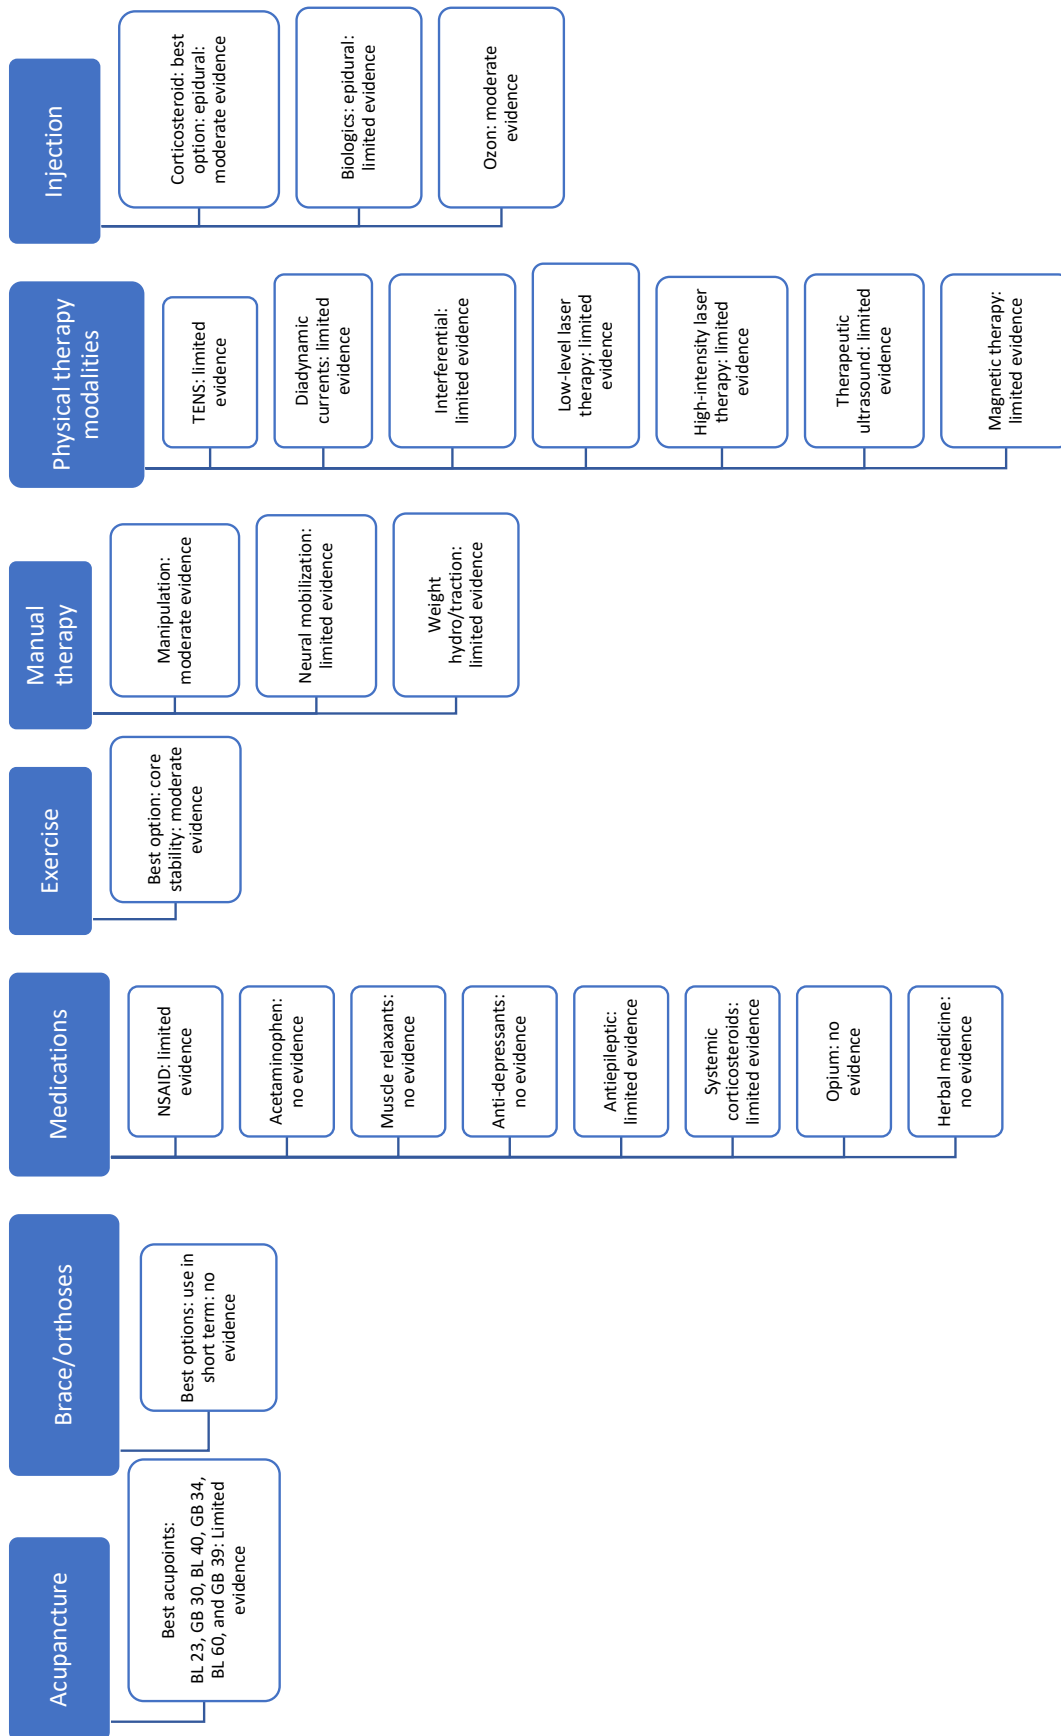 Acupancture
Best acupoints:
BL 23, GB 30, BL 40, GB 34,
BL 60, and GB 39: Limited
evidence
Brace/orthoses
Best options: use in
short term: no
evidence
Medications
NSAID: limited
evidence
Acetaminophen:
no evidence
Muscle relaxants:
no evidence
Anti-depressants:
no evidence
Antiepileptic:
limited evidence
Systemic
corticosteroids:
limited evidence
Opium: no
evidence
Herbal medicine:
no evidence
Exercise
Best option: core
stability: moderate
evidence
Manual
therapy
Manipulation:
moderate evidence
Neural mobilization:
limited evidence
Weight
hydro/traction:
limited evidence
Physical therapy
modalities
TENS: limited
evidence
Diadynamic
currents: limited
evidence
Interferential:
limited evidence
Low-level laser
therapy: limited
evidence
High-intensity laser
therapy: limited
evidence
Therapeutic
ultrasound: limited
evidence
Magnetic therapy:
limited evidence
Injection
Corticosteroid: best
option: epidural:
moderate evidence
Biologics: epidural:
limited evidence
Ozon: moderate
evidence